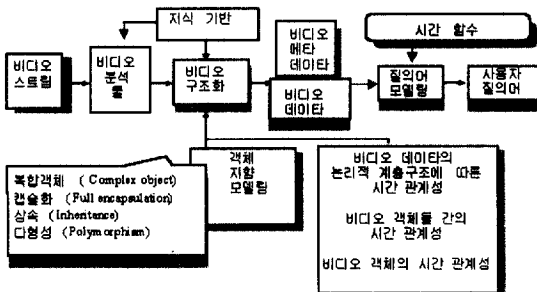 지식 기반
시간 함수
비디오
스트림
비디오
분석
툴
비디오
구조화
비디오
메타
데이타
비디오
데이타
질의어
모델링
사용자
질의어
복합객체 ( Complex object)
캡슐화 (Full encapsulation)
상속 (Inheritance)
다형성 (Polymorphism)
객체
지향
모델링
비디오 데이타의
논리적 계층구조에 따른
시간 관계성
비디오 객체들 간의
시간 관계성
비디오 객체의 시간 관계성